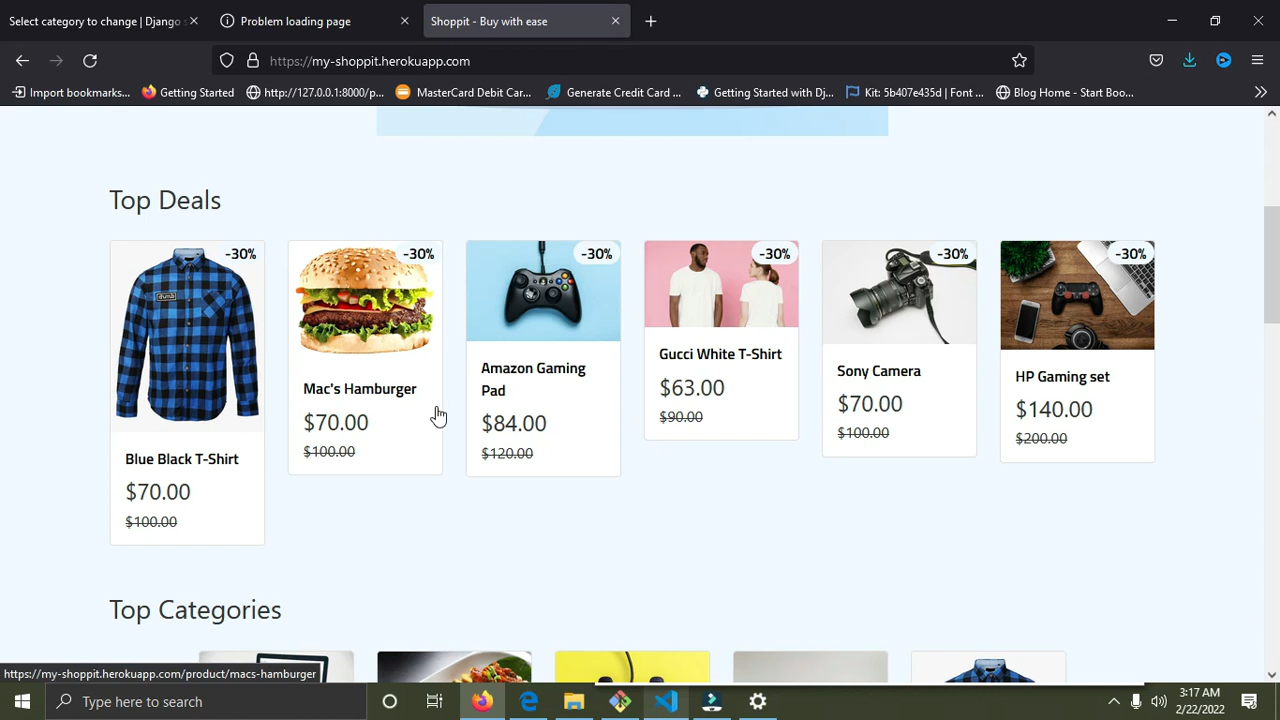 Select category to change | Django s
Problem loading page
Shoppit - Buy with ease
https://my-shoppit.herokuapp.com
Import bookmarks...
Getting Started
http://127.0.0.1:8000/p...
MasterCard Debit Car...
Generate Credit Card ...
Getting Started with Dj...
Kit: 5b407e435d | Font ...
Blog Home - Start Boo...
Top Deals
-30%
-30%
-30%
-30%
-30%
-30%
Blue Black T-Shirt
$70.00
$100.00
Mac's Hamburger
$70.00
$100.00
Amazon Gaming
Pad
$84.00
$120.00
Gucci White T-Shirt
$63.00
$90.00
Sony Camera
$70.00
$100.00
HP Gaming set
$140.00
$200.00
Top Categories
https://my-shoppit.herokuapp.com/product/macs-hamburger
Type here to search
3:17 AM
2/22/2022